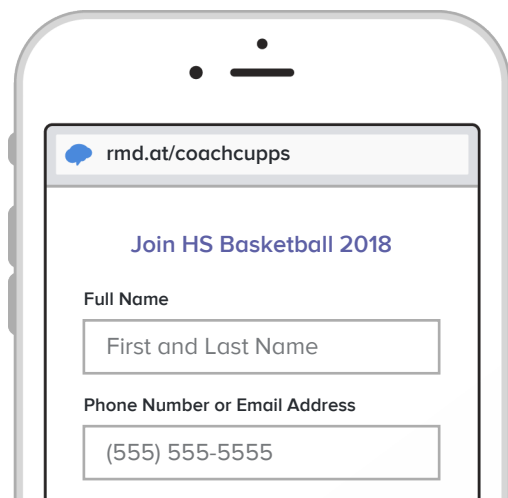 rmd.at/coachcupps
Join HS Basketball 2018
Full Name
First and Last Name
Phone Number or Email Address
(555) 555-5555